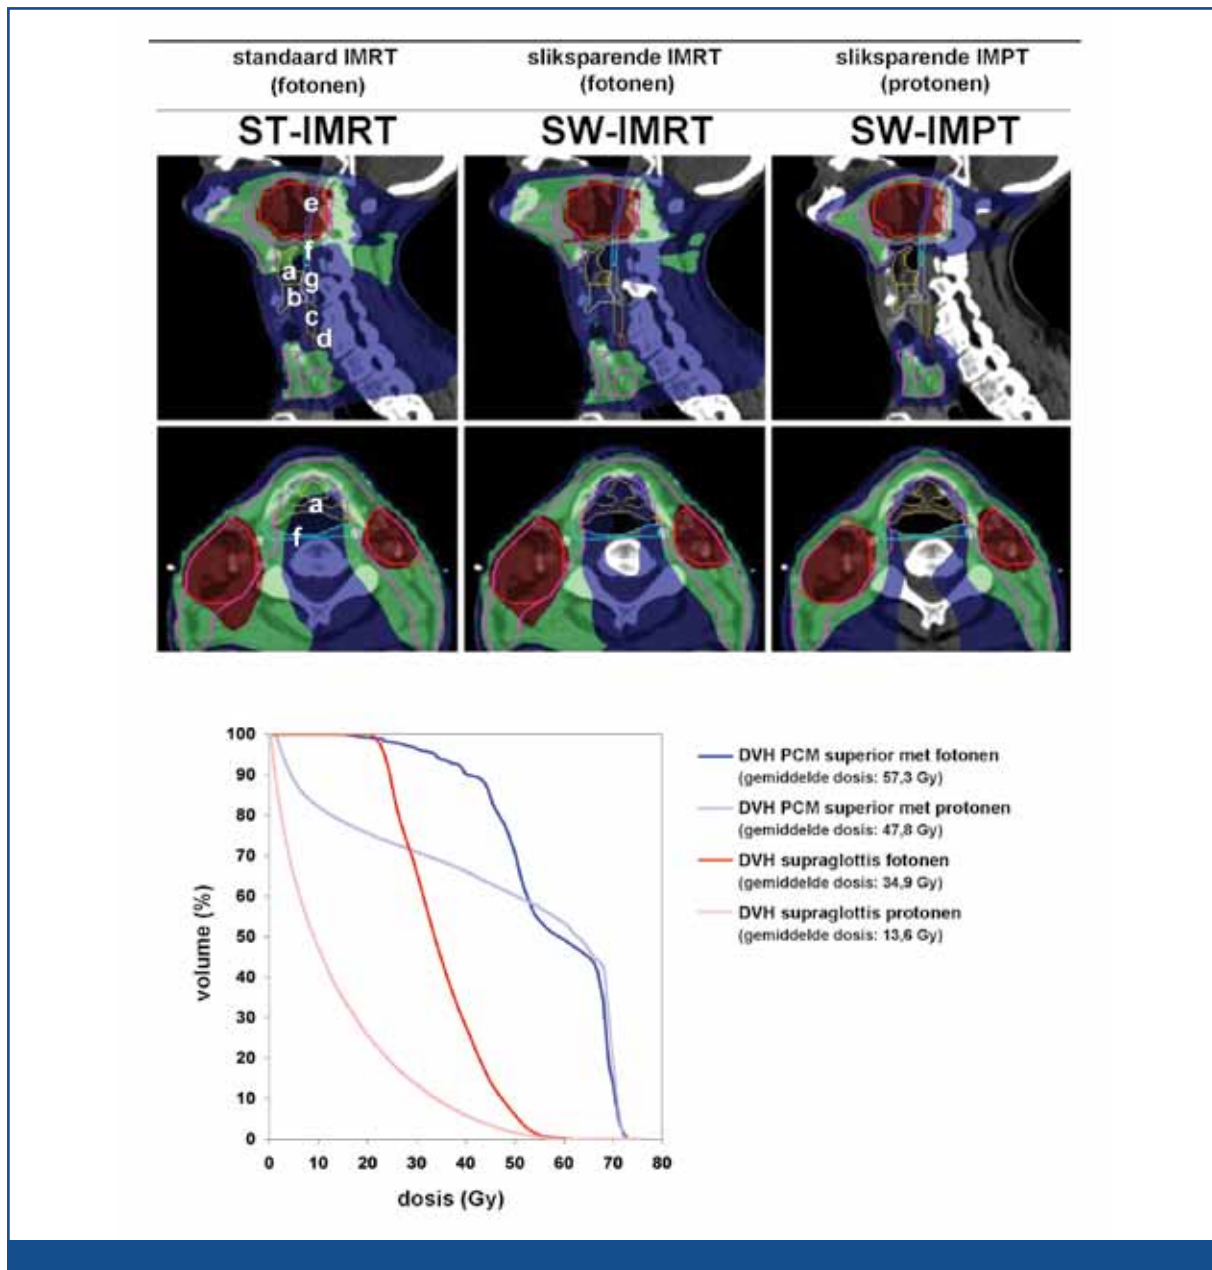 standaard IMRT
(fotonen)
sliksparende IMRT
(fotonen)
sliksparende IMPT
(protonen)
ST-IMRT
SW-IMRT
SW-IMPT
e
f
a
g
b
c
d
a
f
100
90
80
70
60
50
40
30
20
10
0
volume (%)
0 10 20 30 40 50 60 70 80
dosis (Gy)
DVH PCM superior met fotonen
(gemiddelde dosis: 57,3 Gy)
DVH PCM superior met protonen
(gemiddelde dosis: 47,8 Gy)
DVH supraglottis fotonen
(gemiddelde dosis: 34,9 Gy)
DVH supraglottis protonen
(gemiddelde dosis: 13,6 Gy)